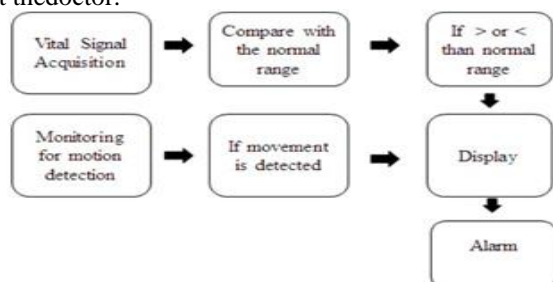 t thedoctor.
Vital Signal
Acquisition
Compare with
the normal
range
If > or <
than normal
range
Monitoring
for motion
detection
If movement
is detected
Display
Alarm